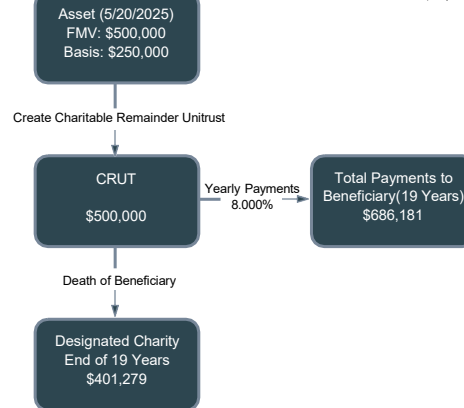 Asset (5/20/2025)
FMV: $500,000
Basis: $250,000
Create Charitable Remainder Unitrust
CRUT
$500,000
Yearly Payments
8.000%
Total Payments to
Beneficiary(19 Years)
$686,181
Death of Beneficiary
Designated Charity
End of 19 Years
$401,279